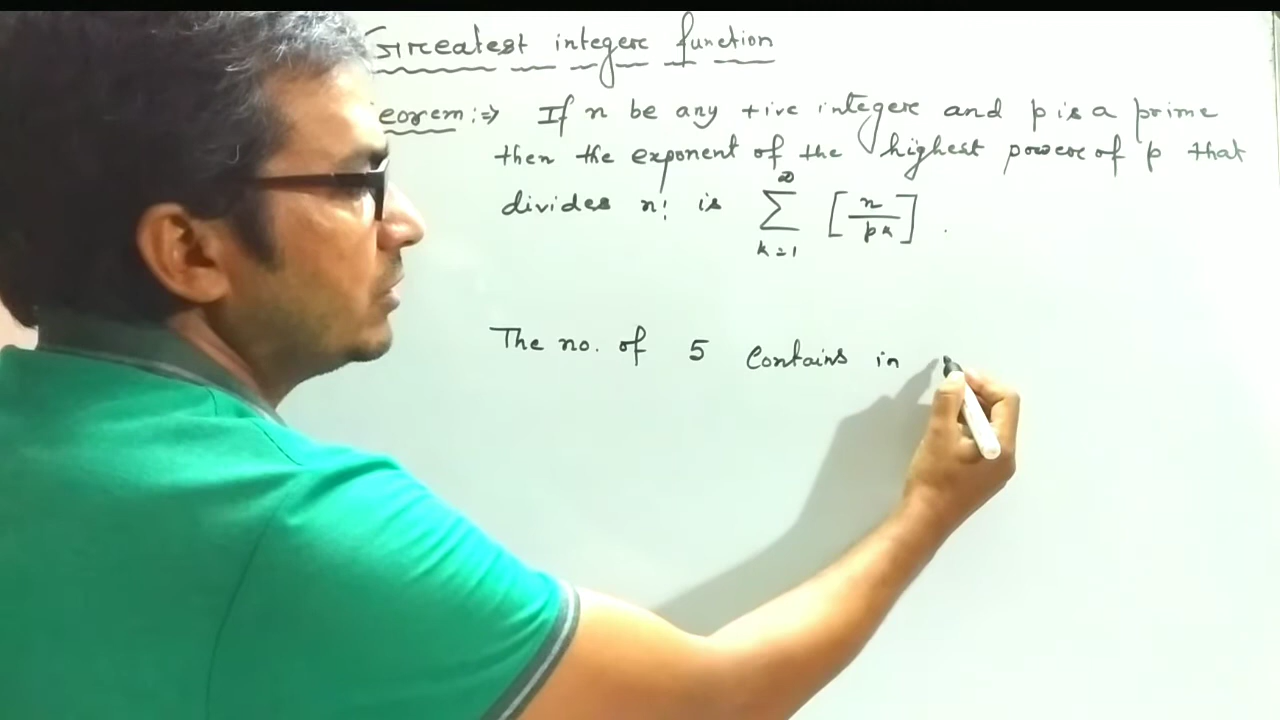 Greatest integer function
eorem :→ If n be any +ive integer and p is a prime
then the exponent of the highest power of p that
divides n! is ∑ k=1 ∞ [n/p^k].
The no. of 5 contains in